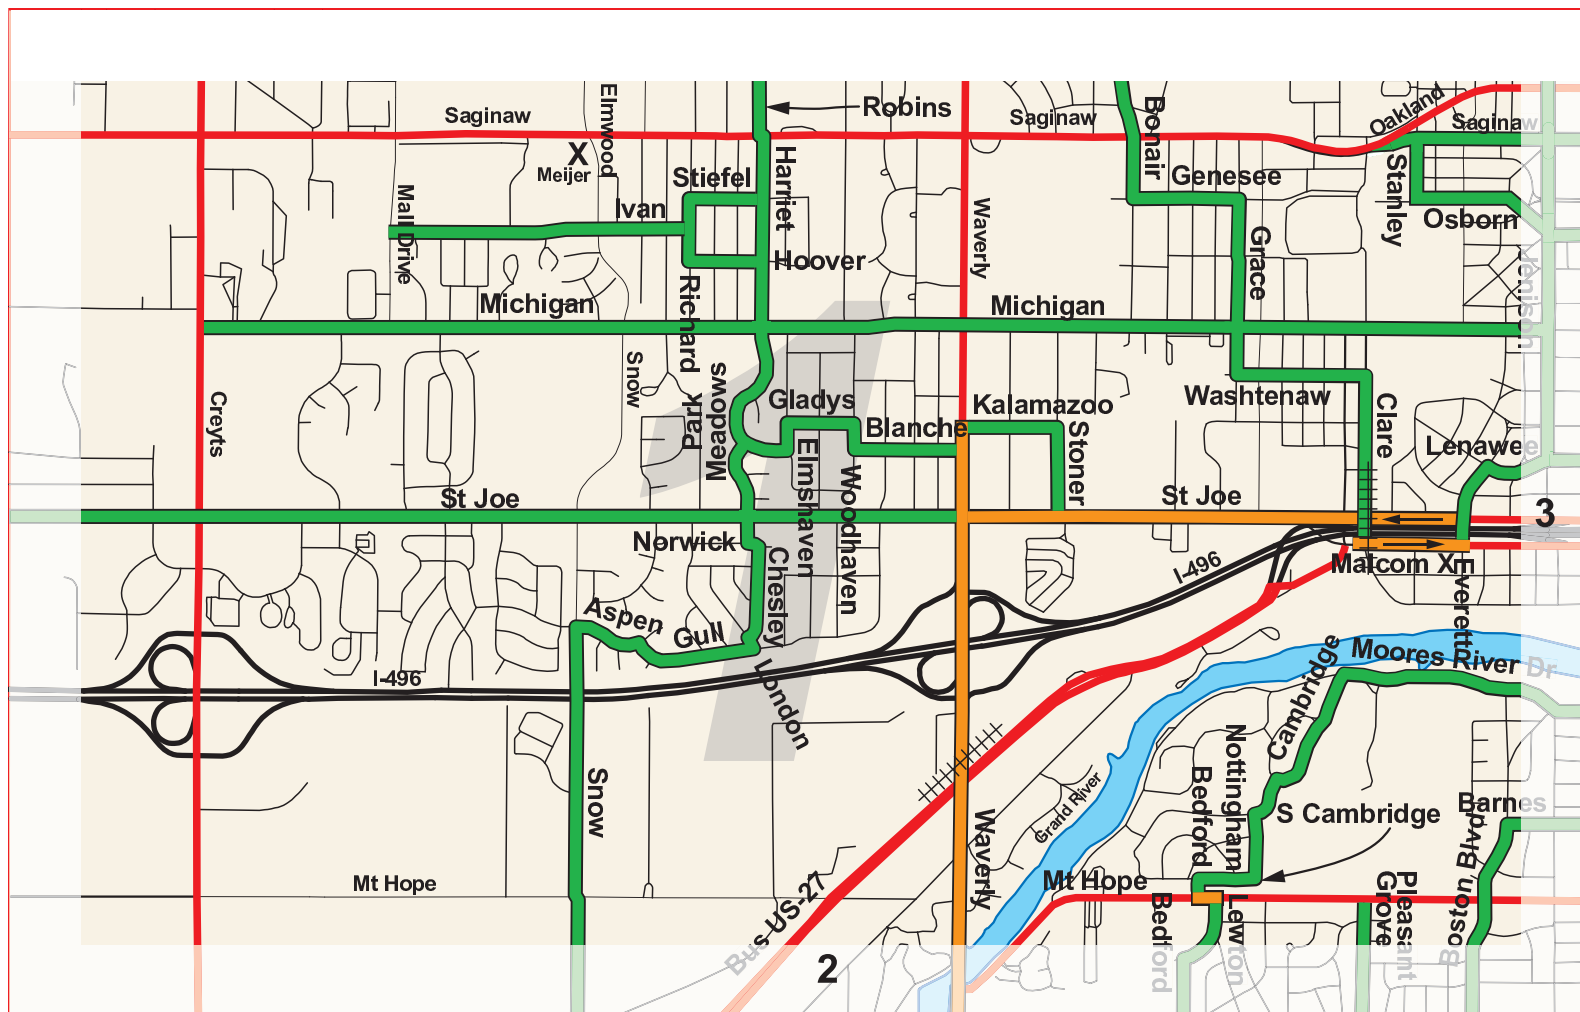 Robins
Saginaw
Elmwood
Saginaw
Bonair
Oakland
Saginaw
X
Meijer
Harriet
Stiefel
Genesee
Stanley
Mall Drive
Ivan
Waverly
Osborn
Grace
Hoover
Jenison
Richard
Michigan
Michigan
1
Snow
Park
Meadows
Gladys
Washtenaw
Creyts
Kalamazoo
Clare
Blanche
Stoner
Lenawee
Elmshaven
Woodhaven
St Joe
St Joe
3
Norwick
Chesley
I-496
Malcom X
Everett
Aspen
Gull
I-496
London
Cambridge
Moores River Dr
Snow
Nottingham
Bedford
Grand River
S Cambridge
Barnes
Waverly
Mt Hope
Mt Hope
Bus US-27
Bedford
Lewton
Pleasant
Grove
Boston Blvd
2